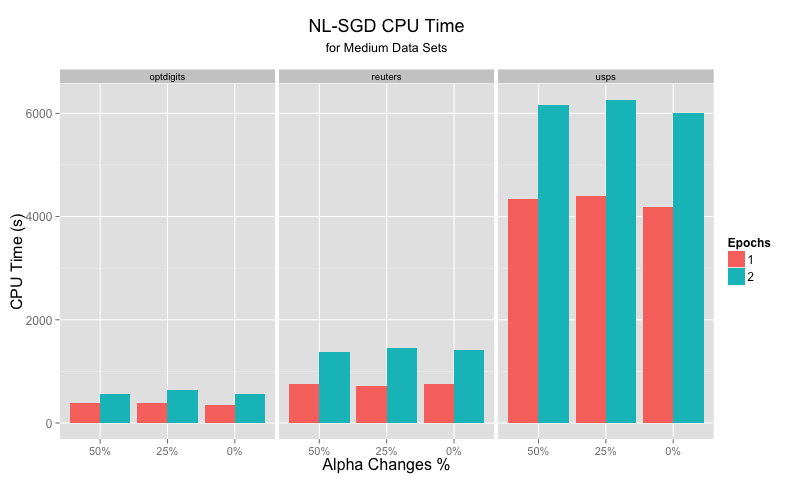 NL-SGD CPU Time
for Medium Data Sets
optdigits reuters usps
6000
4000
2000
0
CPU Time (s)
50% 25% 0% 50% 25% 0% 50% 25% 0%
Alpha Changes %
Epochs
1
2